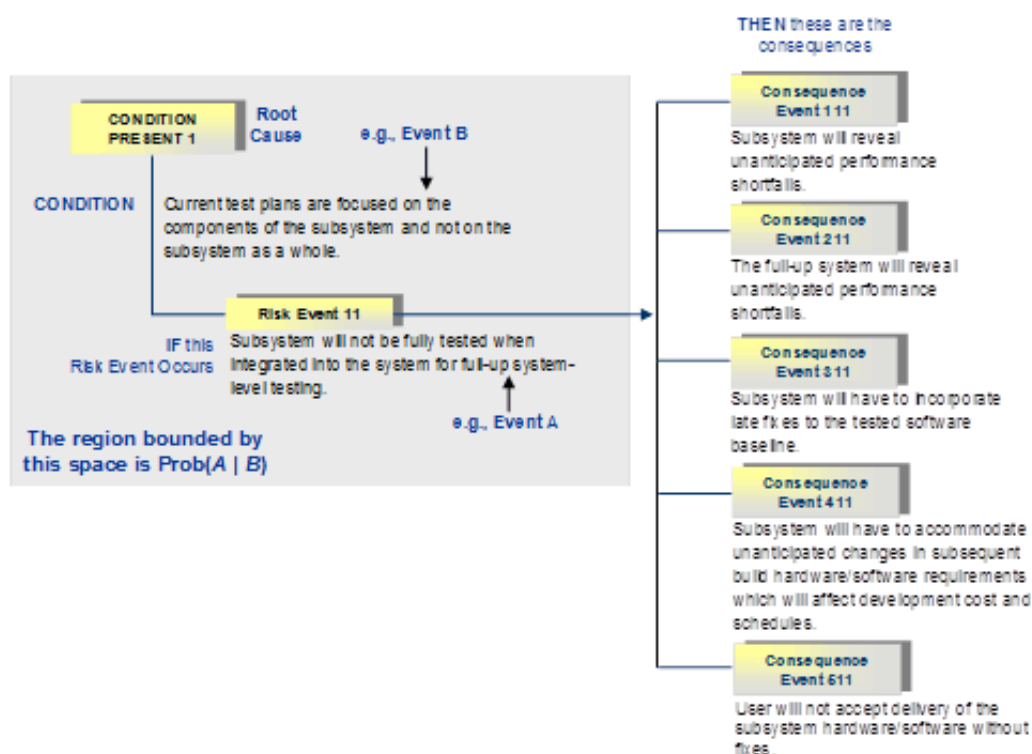 THEN these are the
consequences
CONDITION
PRESENT 1
Root
Cause
e.g., Event B
CONDITION
Current test plans are focused on the
components of the subsystem and not on the
subsystem as a whole.
Risk Event 11
IF this
Risk Event Occurs
Subsystem will not be fully tested when
integrated into the system for full-up system-
level testing.
e.g., Event A
The region bounded by
this space is Prob(A | B)
Consequence
Event 111
Subsystem will reveal
unanticipated performance
shortfalls.
Consequence
Event 211
The full-up system will reveal
unanticipated performance
shortfalls.
Consequence
Event 311
Subsystem will have to incorporate
late fixes to the tested software
baseline.
Consequence
Event 411
Subsystem will have to accommodate
unanticipated changes in subsequent
build hardware/software requirements
which will affect development cost and
schedules.
Consequence
Event 511
User will not accept delivery of the
subsystem hardware/software without
fixes.